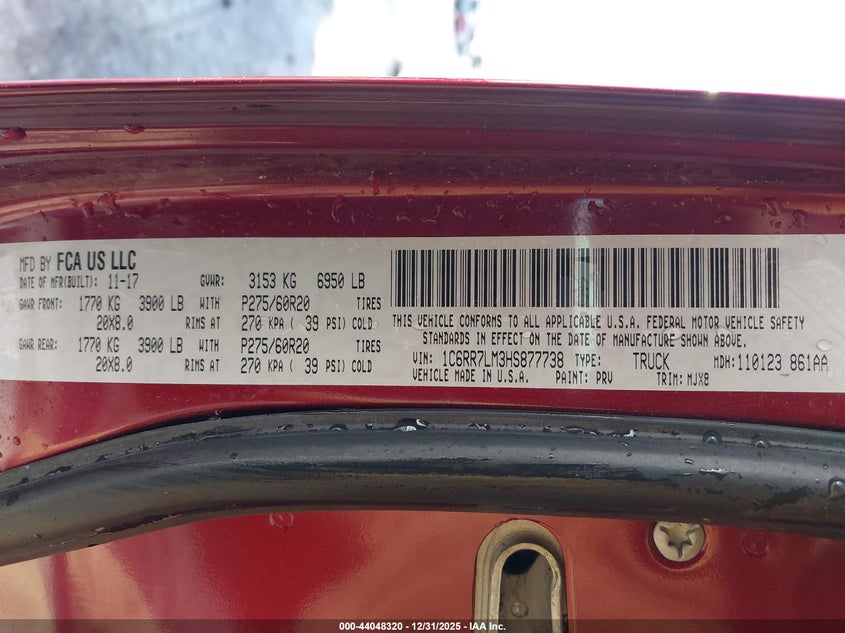 MFD BY FCA US LLC
DATE OF MFR(BUILT): 11-17 GVWR: 3153 KG 6950 LB
GAWR FRONT: 1770 KG 3900 LB WITH P275/60R20 TIRES
20X8.0 RIMS AT 270 KPA ( 39 PSI) COLD
GAWR REAR: 1770 KG 3900 LB WITH P275/60R20 TIRES
20X8.0 RIMS AT 270 KPA ( 39 PSI) COLD
THIS VEHICLE CONFORMS TO ALL APPLICABLE U.S.A. FEDERAL MOTOR VEHICLE SAFETY
STANDARDS IN EFFECT ON THE DATE OF MANUFACTURE SHOWN ABOVE.
VIN: 1C6RR7LM3HS877738 TYPE: TRUCK MDH: 110123 861AA
VEHICLE MADE IN U.S.A. PAINT: PRV TRIM: MJX8
000-44048320 - 12/31/2025 - IAA Inc.